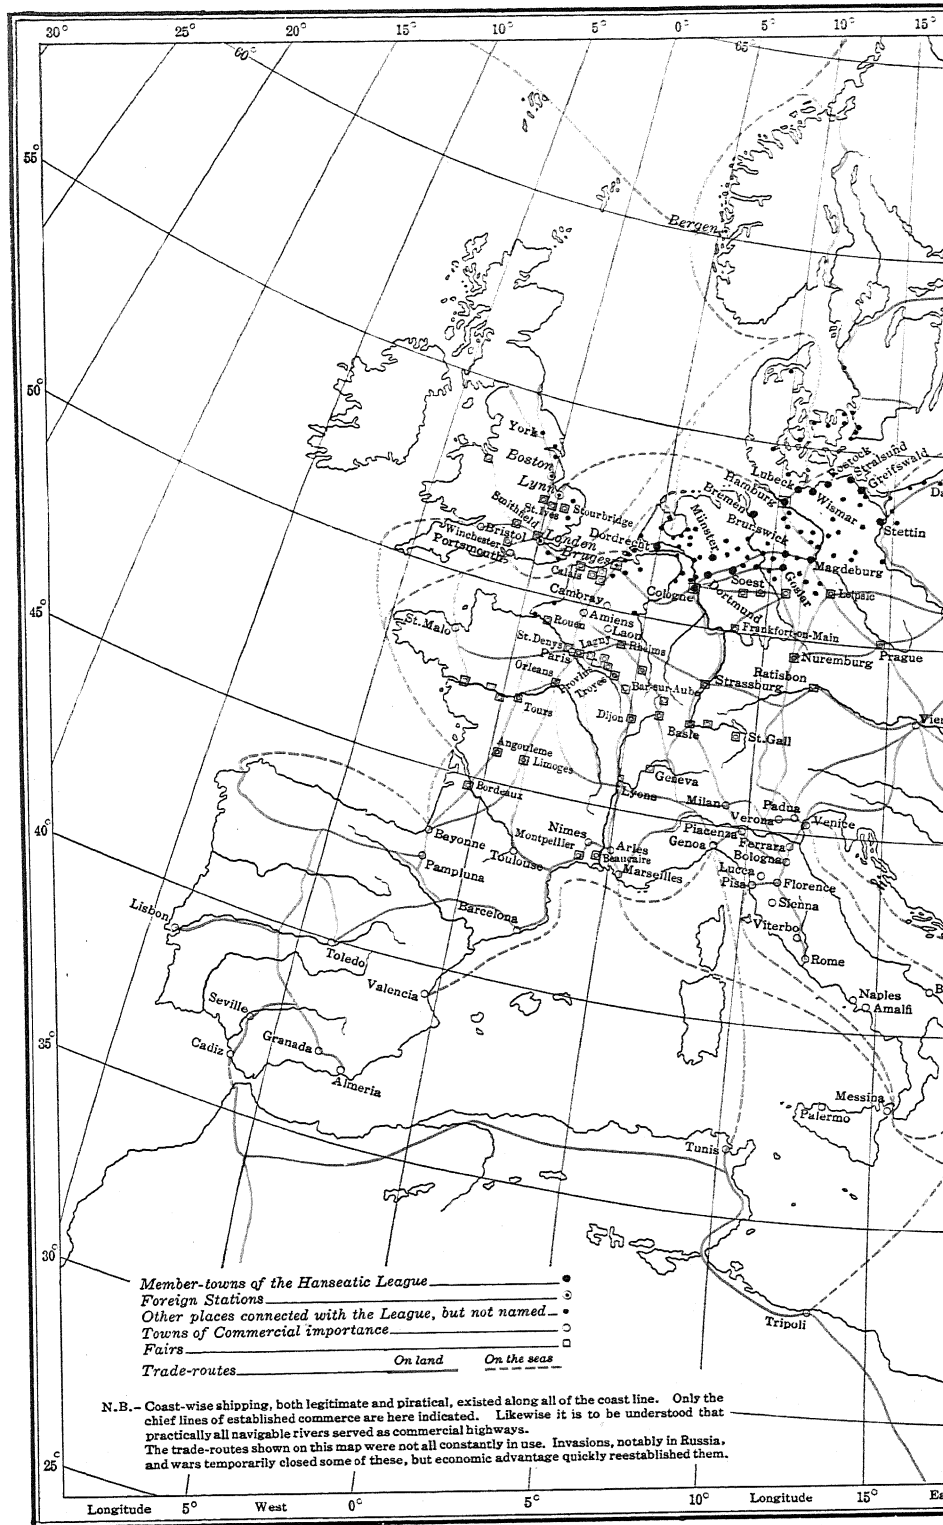 30° 25° 20° 15° 10° 5° 0° 5° 10° 15°
60° 65
55°
Bergen
50°
York
Boston
Lynn
St. Ives
Stourbridge
Smithfield
Bristol
London
Winchester
Portsmouth
Bruges
Calais
Dordrecht
Münster
Bremen
Hamburg
Lubeck
Rostock
Stralsund
Greifswald
Wismar
Brunswick
Stettin
Da
Magdeburg
Goslar
Leipsic
Soest
Dortmund
Cologne
45°
Cambray
Amiens
Rouen
St. Malo
Laon
Lagny
St. Denys
Paris
Rheims
Frankfort-on-Main
Nuremburg
Prague
Orleans
Provins
Troyes
Bar-sur-Aube
Strassburg
Ratisbon
Tours
Dijon
Basle
St. Gall
Vien
Angouleme
Limoges
Geneva
Bordeaux
Lyons
Milan
Padua
Verona
Venice
40°
Bayonne
Nimes
Piacenza
Genoa
Ferrara
Bologna
Montpellier
Toulouse
Arles
Beaucaire
Marseilles
Pampluna
Lucca
Pisa
Florence
Sienna
Barcelona
Lisbon
Viterbo
Toledo
Rome
Valencia
Naples
Amalfi
B
Seville
35°
Cadiz
Granada
Almeria
Messina
Palermo
Tunis
30°
Member-towns of the Hanseatic League
Foreign Stations
Other places connected with the League, but not named
Towns of Commercial importance
Fairs
On land On the seas
Trade-routes
Tripoli
N.B.- Coast-wise shipping, both legitimate and piratical, existed along all of the coast line. Only the
chief lines of established commerce are here indicated. Likewise it is to be understood that
practically all navigable rivers served as commercial highways.
The trade-routes shown on this map were not all constantly in use. Invasions, notably in Russia,
and wars temporarily closed some of these, but economic advantage quickly reestablished them.
25°
Longitude 5° West 0° 5° 10° Longitude 15° Ea